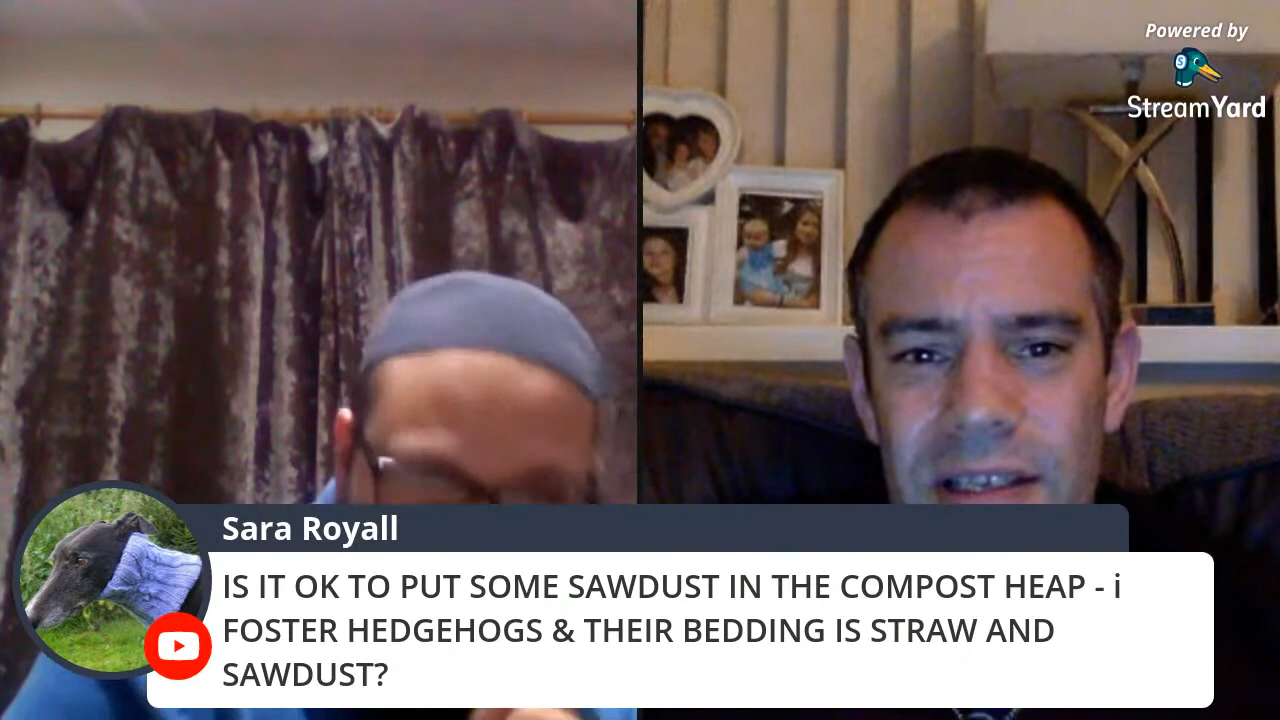 Powered by
StreamYard
Sara Royall
IS IT OK TO PUT SOME SAWDUST IN THE COMPOST HEAP - i
FOSTER HEDGEHOGS & THEIR BEDDING IS STRAW AND
SAWDUST?